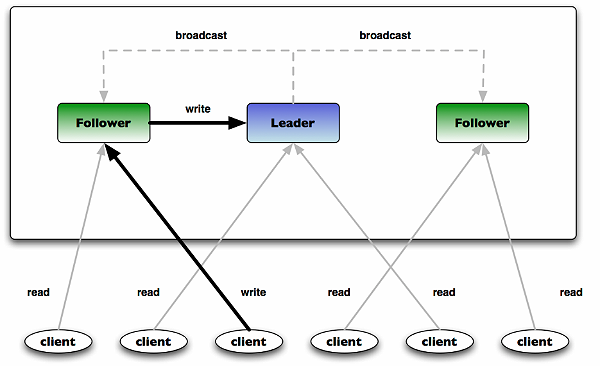 broadcast
broadcast
write
Follower
Leader
Follower
read
read
write
read
read
read
client
client
client
client
client
client